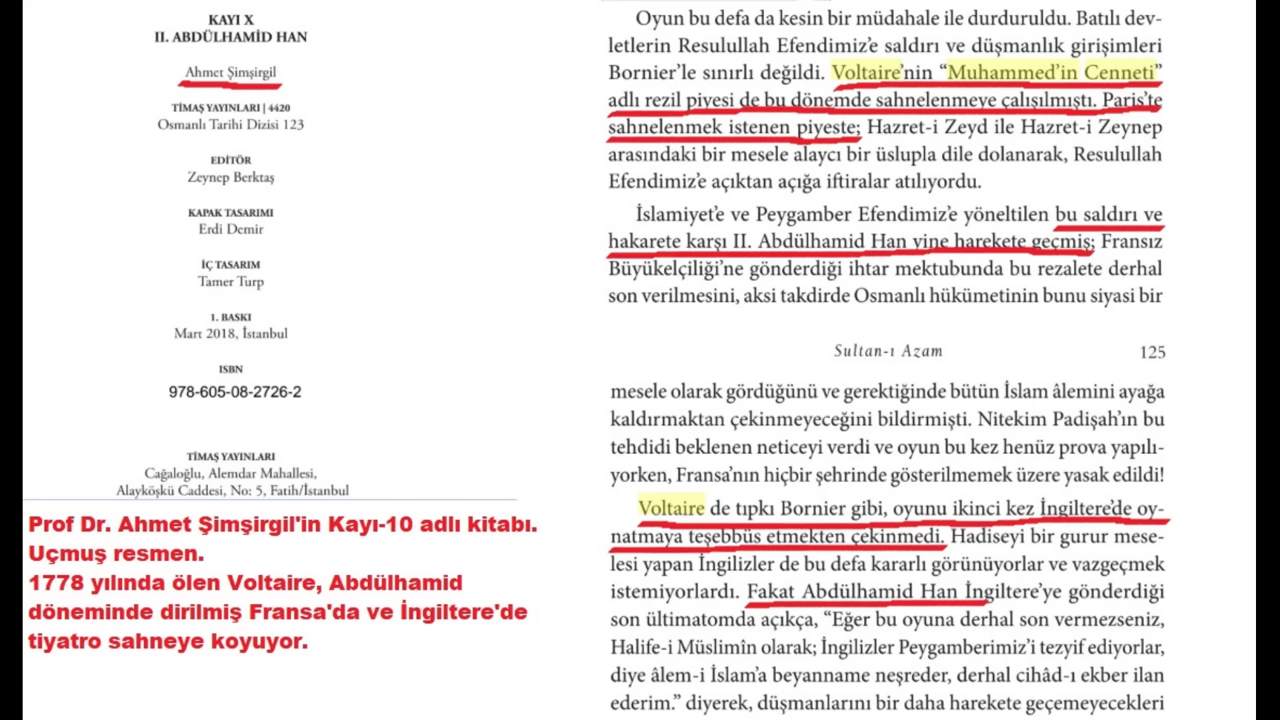 KAYI X
II. ABDÜLHAMİD HAN
Ahmet Şimşirgil
TİMAŞ YAYINLARI | 4420
Osmanlı Tarihi Dizisi 123
EDİTÖR
Zeynep Berktaş
KAPAK TASARIMI
Erdi Demir
İÇ TASARIM
Tamer Turp
1. BASKI
Mart 2018, İstanbul
ISBN
978-605-08-2726-2
TİMAŞ YAYINLARI
Cağaloğlu, Alemdar Mahallesi,
Alayköşkü Caddesi, No: 5, Fatih/İstanbul
Prof Dr. Ahmet Şimşirgil'in Kayı-10 adlı kitabı.
Uçmuş resmen.
1778 yılında ölen Voltaire, Abdülhamid
döneminde dirilmiş Fransa'da ve İngiltere'de
tiyatro sahneye koyuyor.
Oyun bu defa da kesin bir müdahale ile durduruldu. Batılı dev-
letlerin Resulullah Efendimiz'e saldırı ve düşmanlık girişimleri
Bornier'le sınırlı değildi. Voltaire'nin “Muhammed'in Cenneti”
adlı rezil piyesi de bu dönemde sahnelenmeye çalışılmıştı. Paris'te
sahnelenmek istenen piyeste; Hazret-i Zeyd ile Hazret-i Zeynep
arasındaki bir mesele alaycı bir üslupla dile dolanarak, Resulullah
Efendimiz'e açıktan açığa iftiralar atılıyordu.
İslamiyet'e ve Peygamber Efendimiz'e yöneltilen bu saldırı ve
hakarete karşı II. Abdülhamid Han yine harekete geçmiş; Fransız
Büyükelçiliği'ne gönderdiği ihtar mektubunda bu rezalete derhal
son verilmesini, aksi takdirde Osmanlı hükümetinin bunu siyasi bir
Sultan-ı Azam 125
mesele olarak gördüğünü ve gerektiğinde bütün İslam âlemini ayağa
kaldırmaktan çekinmeyeceğini bildirmişti. Nitekim Padişah'ın bu
tehdidi beklenen neticeyi verdi ve oyun bu kez henüz prova yapılı-
yorken, Fransa'nın hiçbir şehrinde gösterilmemek üzere yasak edildi!
Voltaire de tıpkı Bornier gibi, oyunu ikinci kez İngiltere'de oy-
natmaya teşebbüs etmekten çekinmedi. Hadiseyi bir gurur mese-
lesi yapan İngilizler de bu defa kararlı görünüyorlar ve vazgeçmek
istemiyorlardı. Fakat Abdülhamid Han İngiltere'ye gönderdiği
son ültimatomda açıkça, “Eğer bu oyuna derhal son vermezseniz,
Halife-i Müslimîn olarak; İngilizler Peygamberimiz'i tezyif ediyorlar,
diye âlem-i İslam'a beyanname neşreder, derhal cihâd-ı ekber ilan
ederim.” diyerek, düşmanlarını bir daha harekete geçemeyecekleri